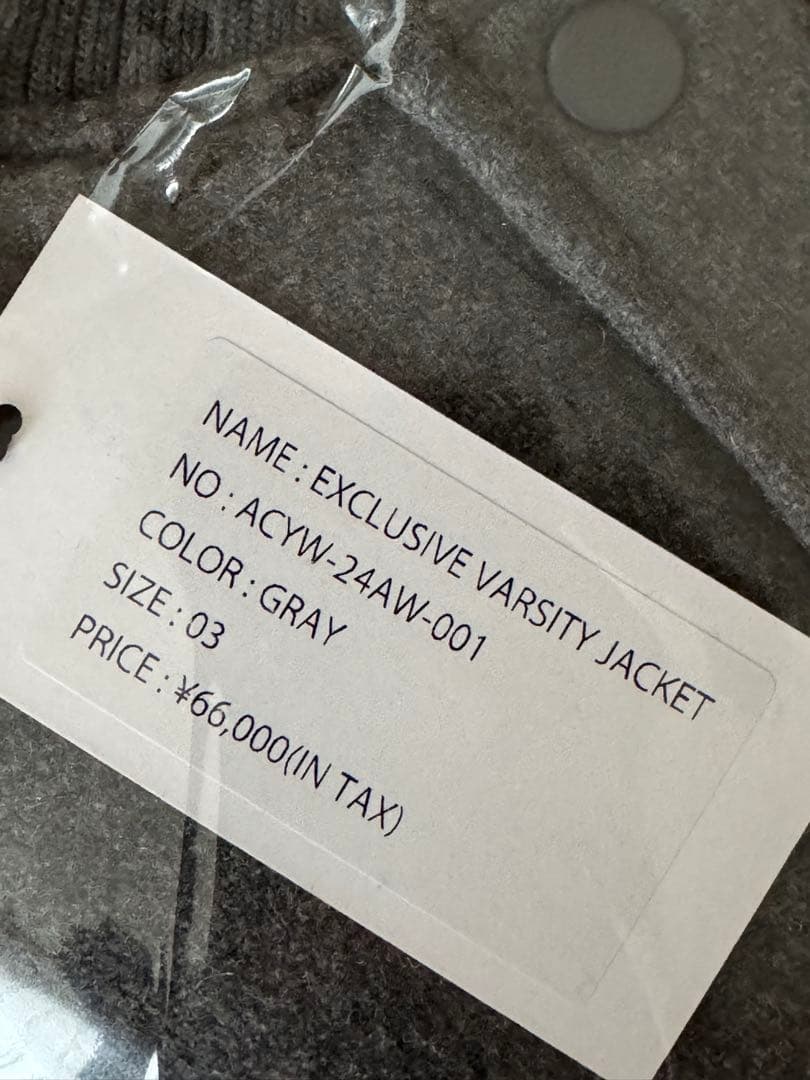 NAME : EXCLUSIVE VARSITY JACKET
NO : ACYW-24AW-001
COLOR : GRAY
SIZE : 03
PRICE : ¥66,000(IN TAX)